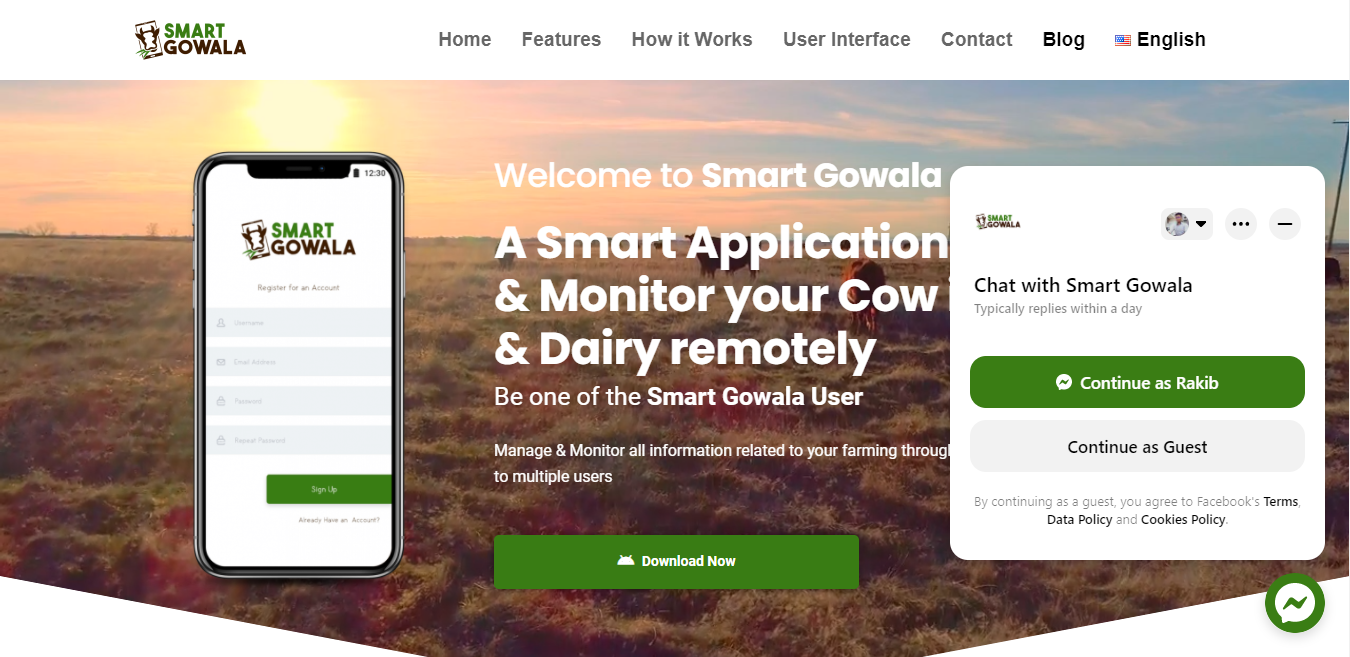 SMART
GOWALA
Home Features How it Works User Interface Contact Blog English
12:30
SMART
GOWALA
Register for an Account
Username
Email Address
Password
Repeat Password
Sign Up
Already Have an Account?
Welcome to Smart Gowala
A Smart Application
& Monitor your Cow
& Dairy remotely
Be one of the Smart Gowala User
Manage & Monitor all information related to your farming
to multiple users
Download Now
SMART
GOWALA
Chat with Smart Gowala
Typically replies within a day
Continue as Rakib
Continue as Guest
By continuing as a guest, you agree to Facebook's Terms,
Data Policy and Cookies Policy.